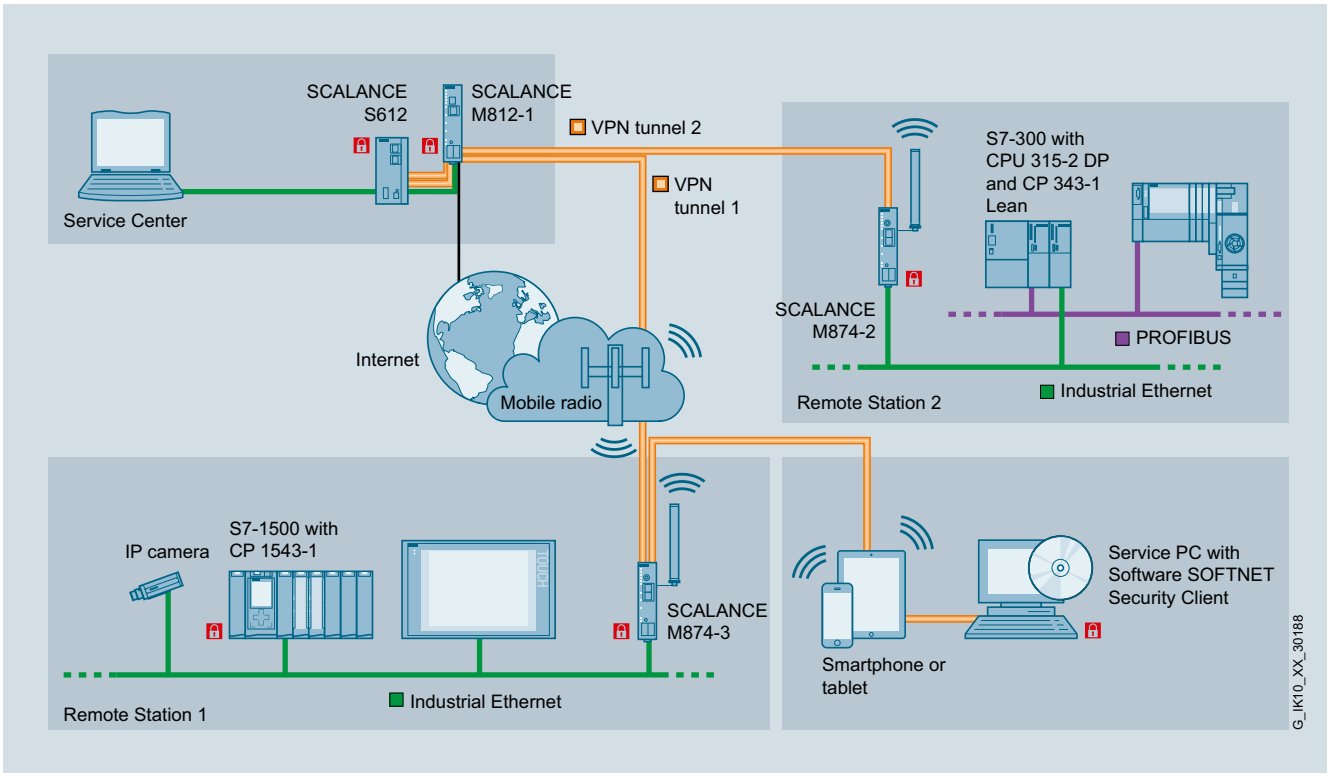 SCALANCE
S612
SCALANCE
M812-1
VPN tunnel 2
VPN
tunnel 1
Service Center
S7-300 with
CPU 315-2 DP
and CP 343-1
Lean
SCALANCE
M874-2
PROFIBUS
Industrial Ethernet
Remote Station 2
Internet
Mobile radio
IP camera
S7-1500 with
CP 1543-1
TOUCH
SCALANCE
M874-3
Industrial Ethernet
Remote Station 1
Smartphone or
tablet
Service PC with
Software SOFTNET
Security Client
G_IK10_XX_30188